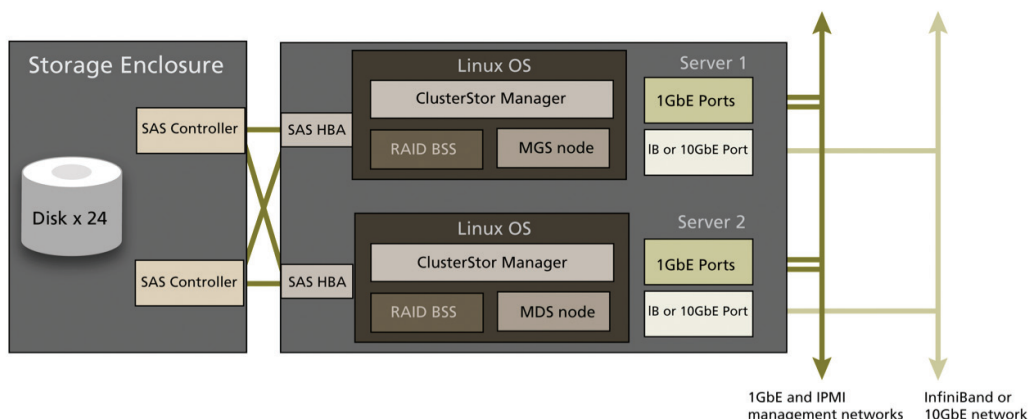 Storage Enclosure
SAS Controller
Disk x 24
SAS Controller
SAS HBA
SAS HBA
Linux OS
ClusterStor Manager
RAID BSS
MGS node
Server 1
1GbE Ports
IB or 10GbE Port
Linux OS
ClusterStor Manager
RAID BSS
MDS node
Server 2
1GbE Ports
IB or 10GbE Port
1GbE and IPMI
management networks
InfiniBand or
10GbE network